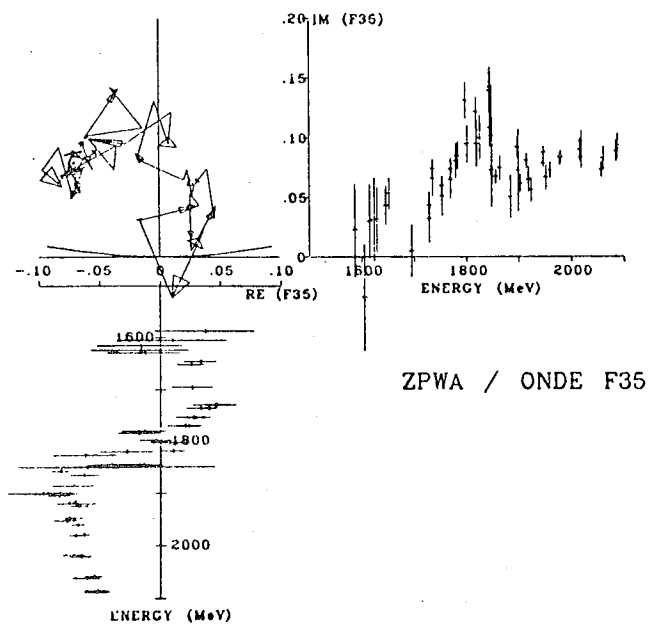 .20 IM (F35)
.15
.10
.05
0
-.10 -.05 0 .05 .10
RE (F35)
1600 1800 2000
ENERGY (MeV)
1600
ZPWA / ONDE F35
1800
2000
ENERGY (MeV)